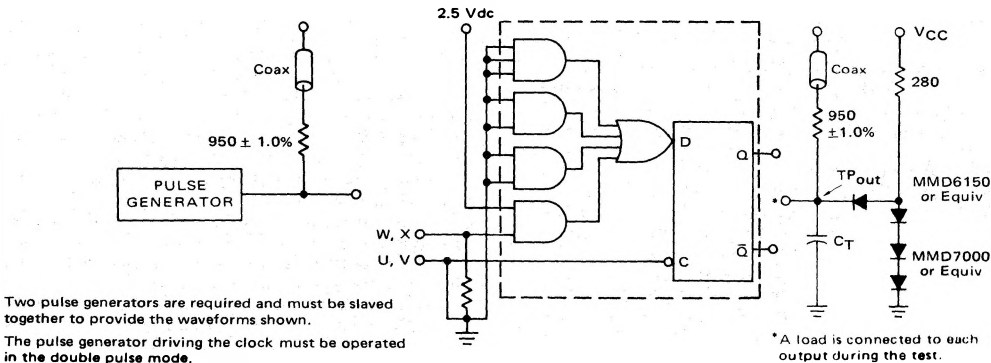 2.5 Vdc
Coax
950 ± 1.0%
PULSE
GENERATOR
W, X
U, V
D
Q
C
Q̅
Coax
950
±1.0%
VCC
280
TPout
*
CT
MMD6150
or Equiv
MMD7000
or Equiv
Two pulse generators are required and must be slaved
together to provide the waveforms shown.
The pulse generator driving the clock must be operated
in the double pulse mode.
*A load is connected to each
output during the test.